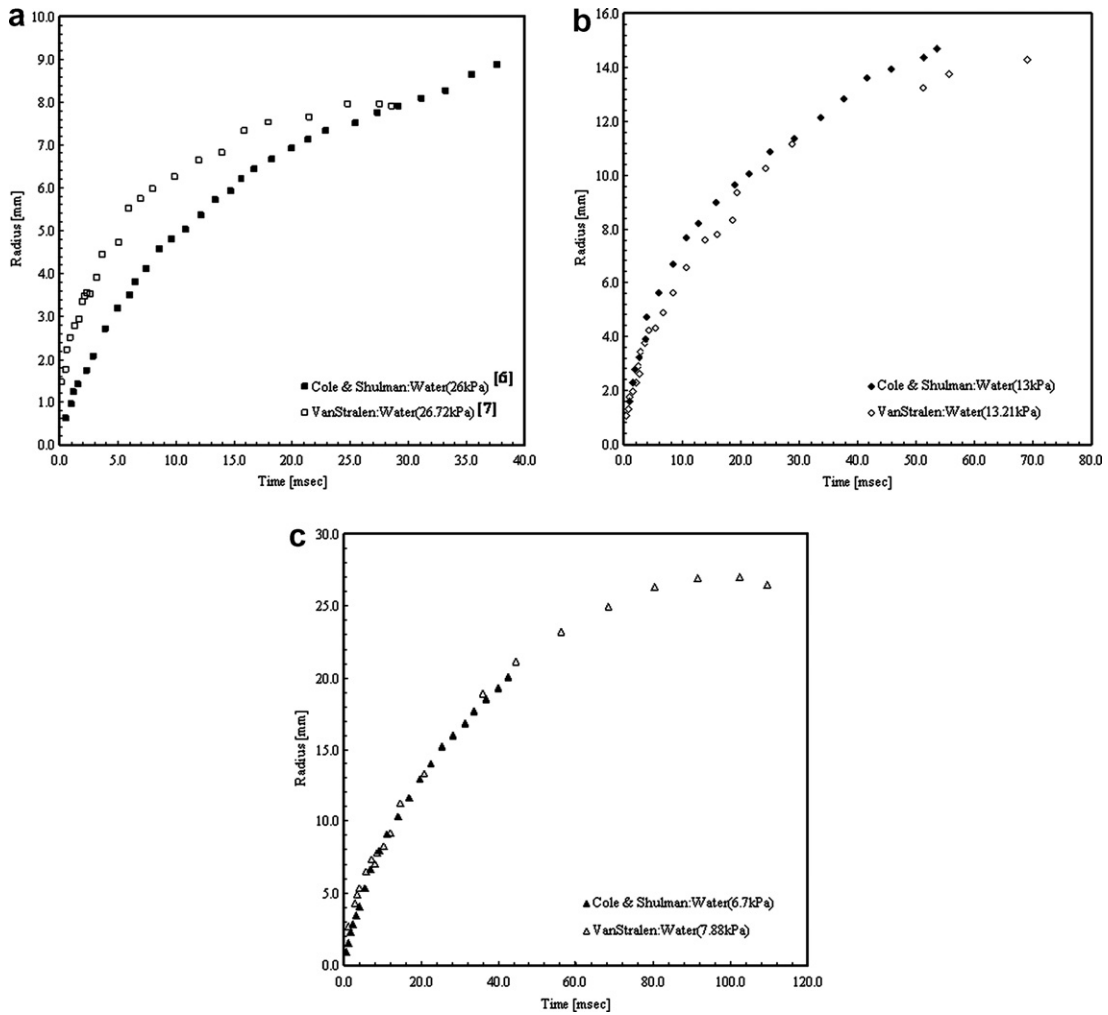 a
10.0
9.0
8.0
7.0
6.0
5.0
4.0
3.0
2.0
1.0
0.0
Radius [mm]
Cole & Shulman:Water(26kPa) [6]
VanStralen:Water(26.72kPa) [7]
0.0 5.0 10.0 15.0 20.0 25.0 30.0 35.0 40.0
Time [msec]
b
16.0
14.0
12.0
10.0
8.0
6.0
4.0
2.0
0.0
Radius [mm]
Cole & Shulman:Water(13kPa)
VanStralen:Water(13.21kPa)
0.0 10.0 20.0 30.0 40.0 50.0 60.0 70.0 80.0
Time [msec]
c
30.0
25.0
20.0
15.0
10.0
5.0
0.0
Radius [mm]
Cole & Shulman:Water(6.7kPa)
VanStralen:Water(7.88kPa)
0.0 20.0 40.0 60.0 80.0 100.0 120.0
Time [msec]